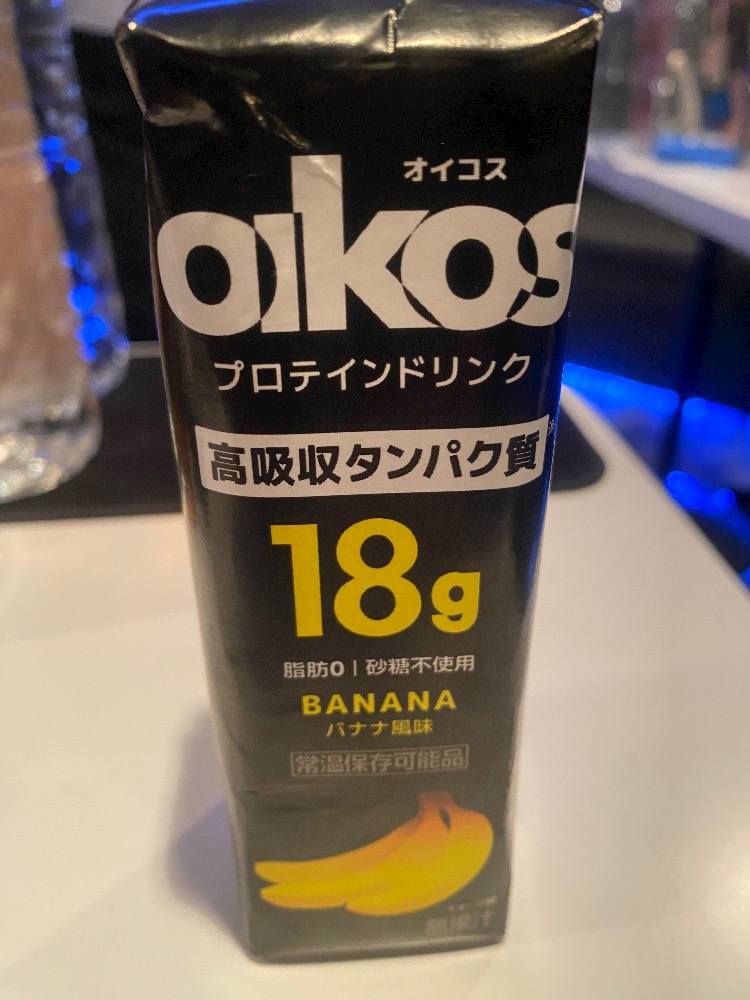 オイコス
oikos
プロテインドリンク
高吸収タンパク質
18g
脂肪0|砂糖不使用
BANANA
バナナ風味
常温保存可能品
無果汁